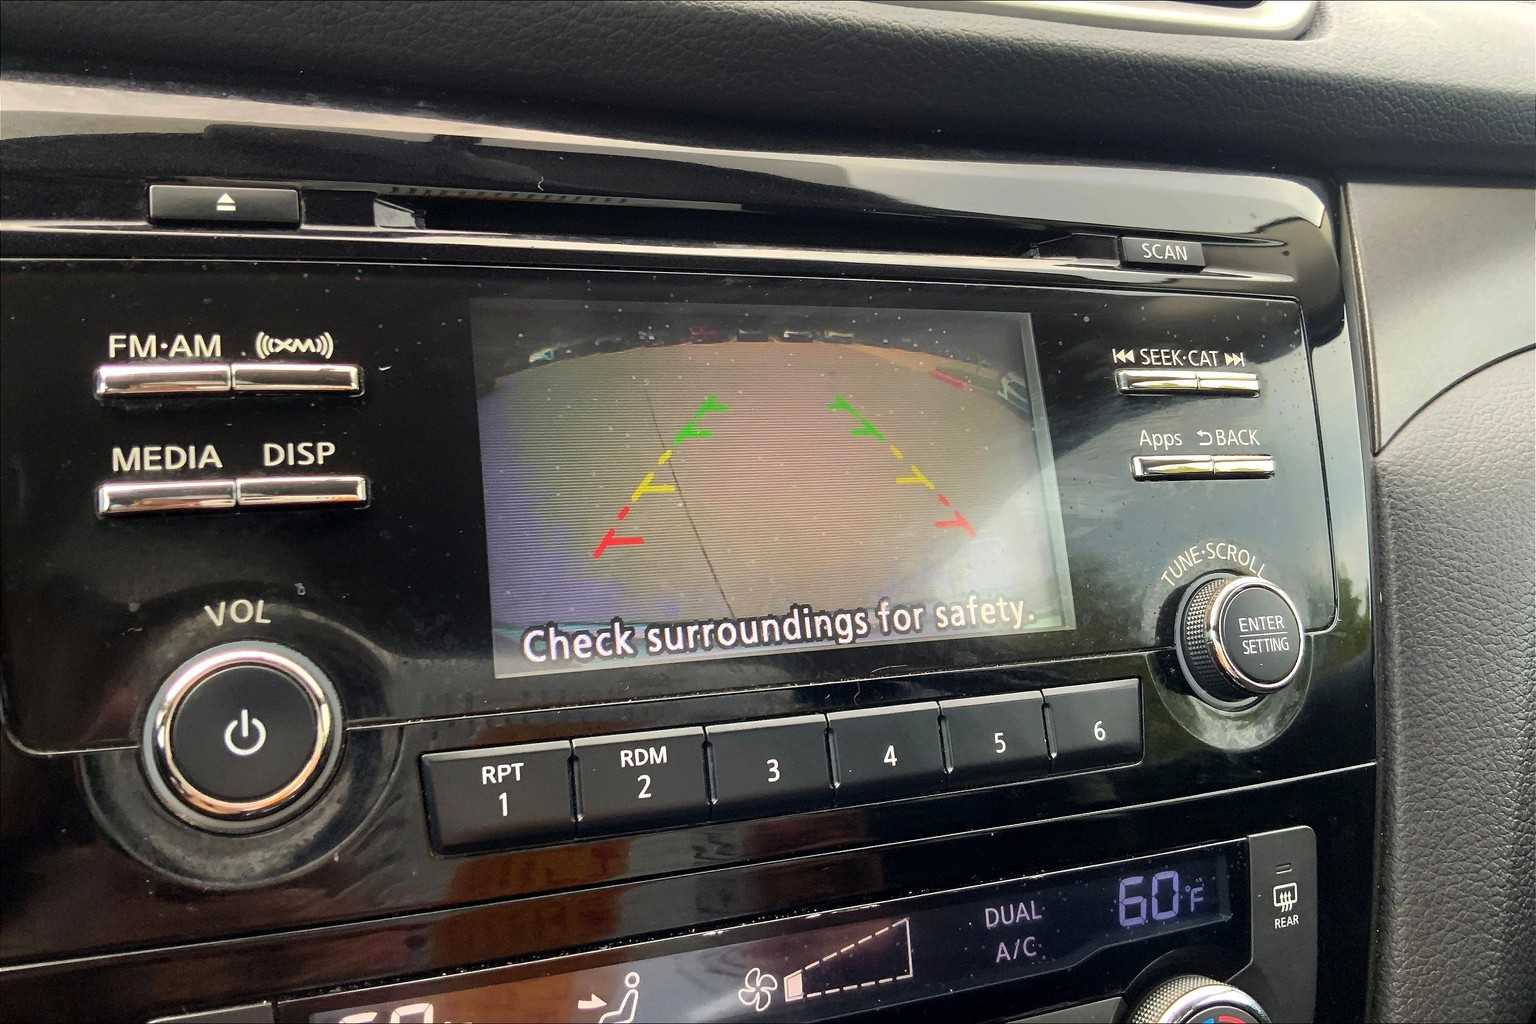 SCAN
FM·AM XM
SEEK·CAT
MEDIA DISP
Apps BACK
TUNE·SCROLL
VOL
ENTER
SETTING
Check surroundings for safety.
RPT
1
RDM
2
3
4
5
6
DUAL
A/C
60°F
REAR